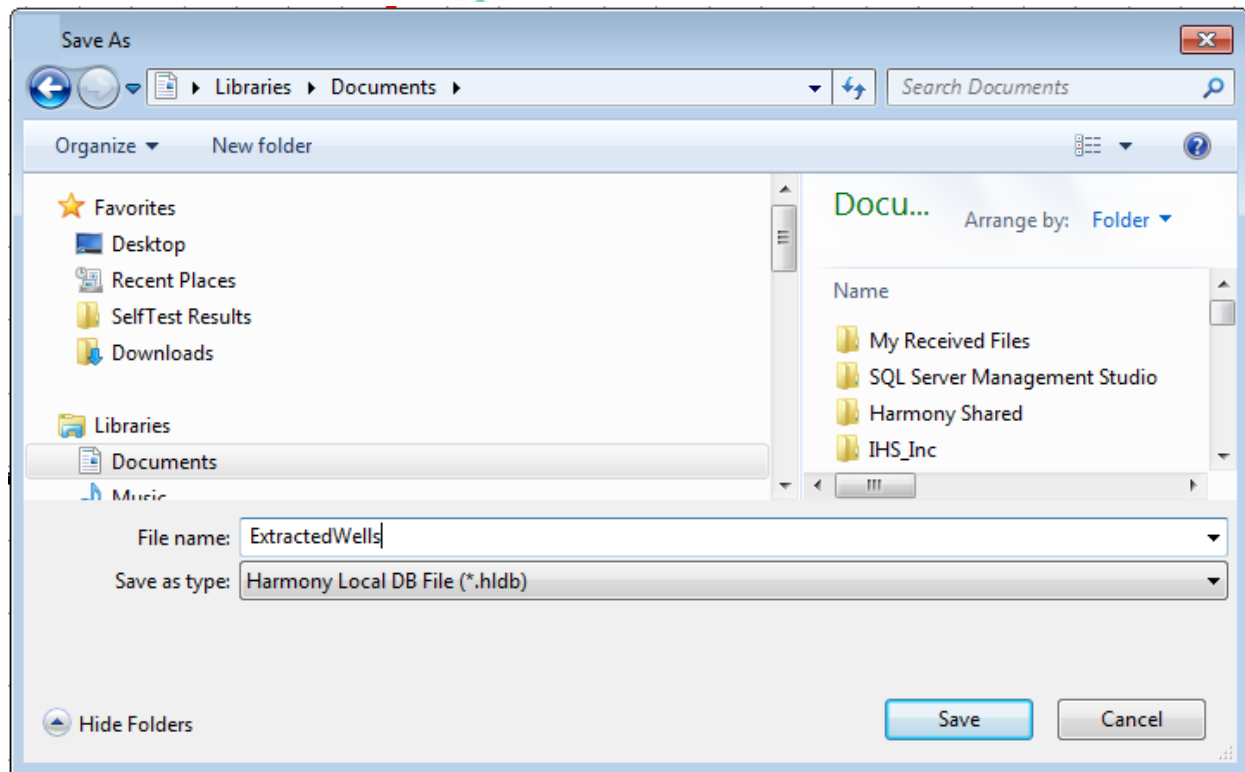 Save As
Libraries Documents
Search Documents
Organize New folder
Favorites
Desktop
Recent Places
SelfTest Results
Downloads
Libraries
Documents
Music
Docu...
Arrange by: Folder
Name
My Received Files
SQL Server Management Studio
Harmony Shared
IHS_Inc
File name: ExtractedWells
Save as type: Harmony Local DB File (*.hldb)
Hide Folders
Save Cancel